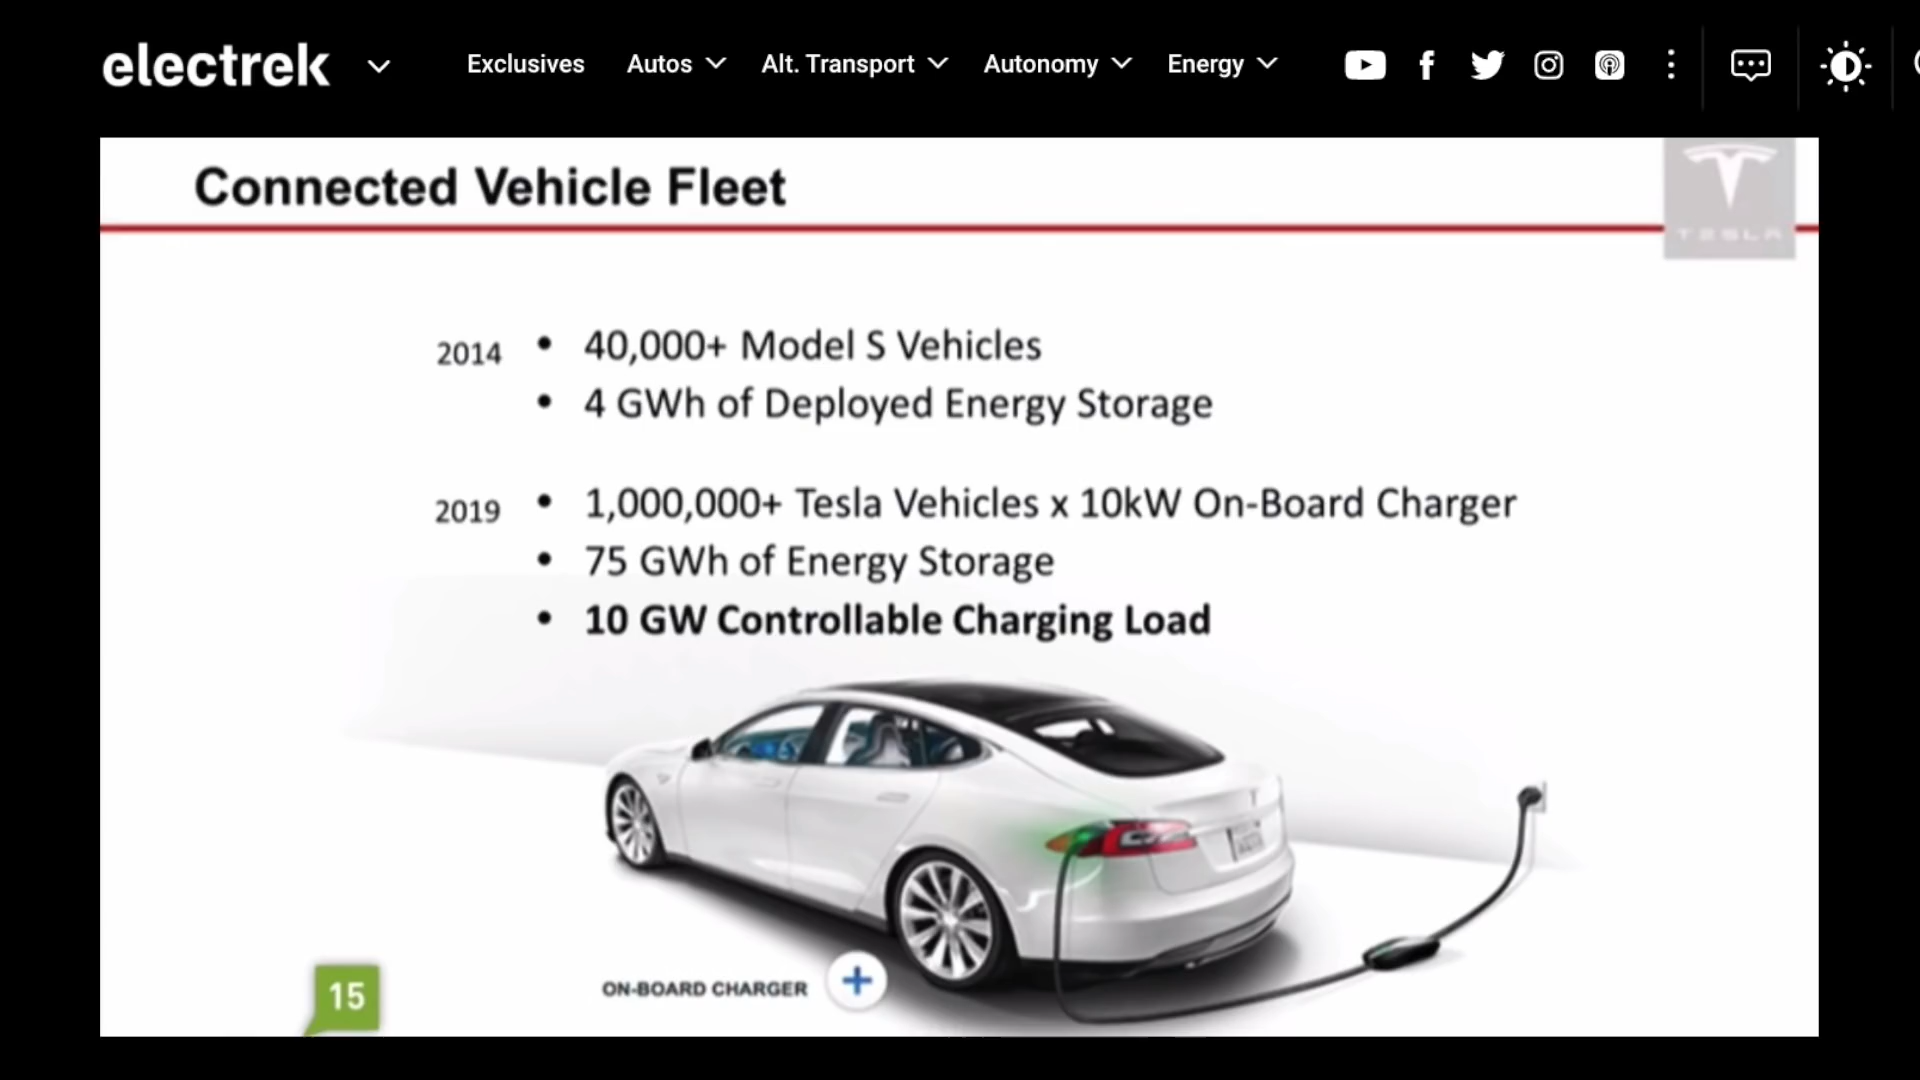 electrek
Exclusives Autos Alt. Transport Autonomy Energy
Connected Vehicle Fleet
TESLA
2014 • 40,000+ Model S Vehicles
• 4 GWh of Deployed Energy Storage
2019 • 1,000,000+ Tesla Vehicles x 10kW On-Board Charger
• 75 GWh of Energy Storage
• 10 GW Controllable Charging Load
ON-BOARD CHARGER +
15